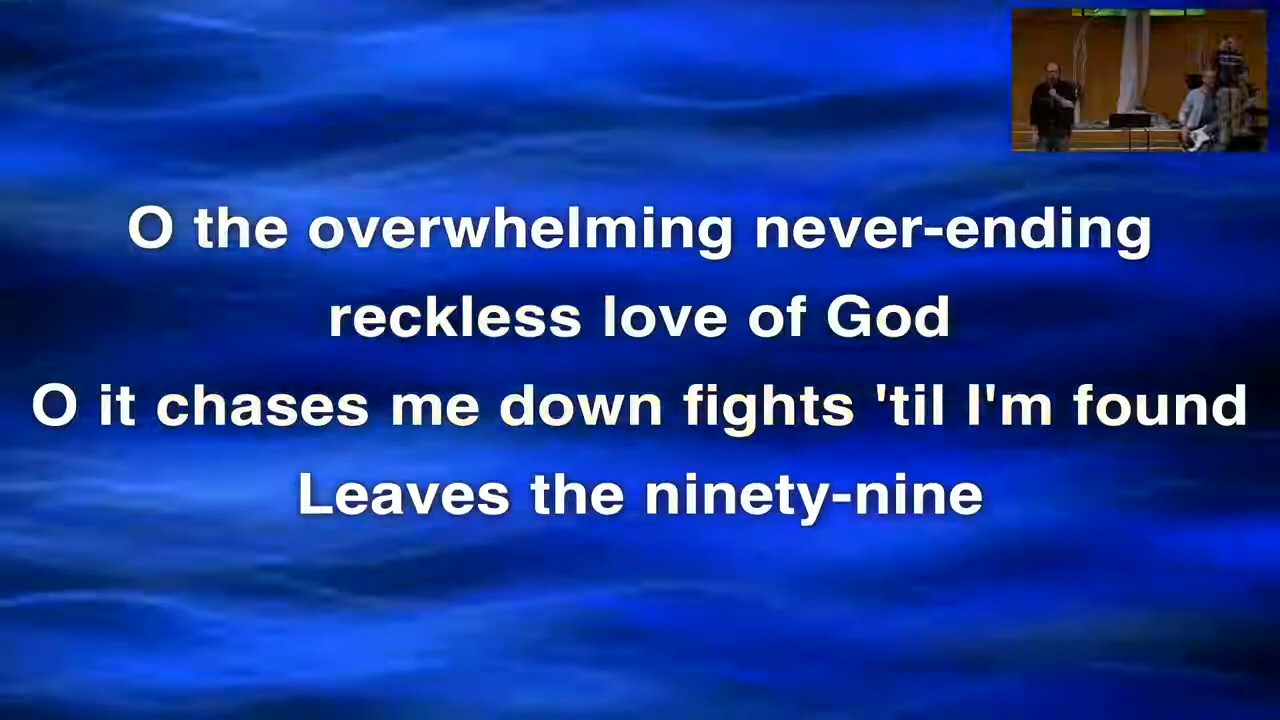 O the overwhelming never-ending
reckless love of God
O it chases me down fights 'til I'm found
Leaves the ninety-nine